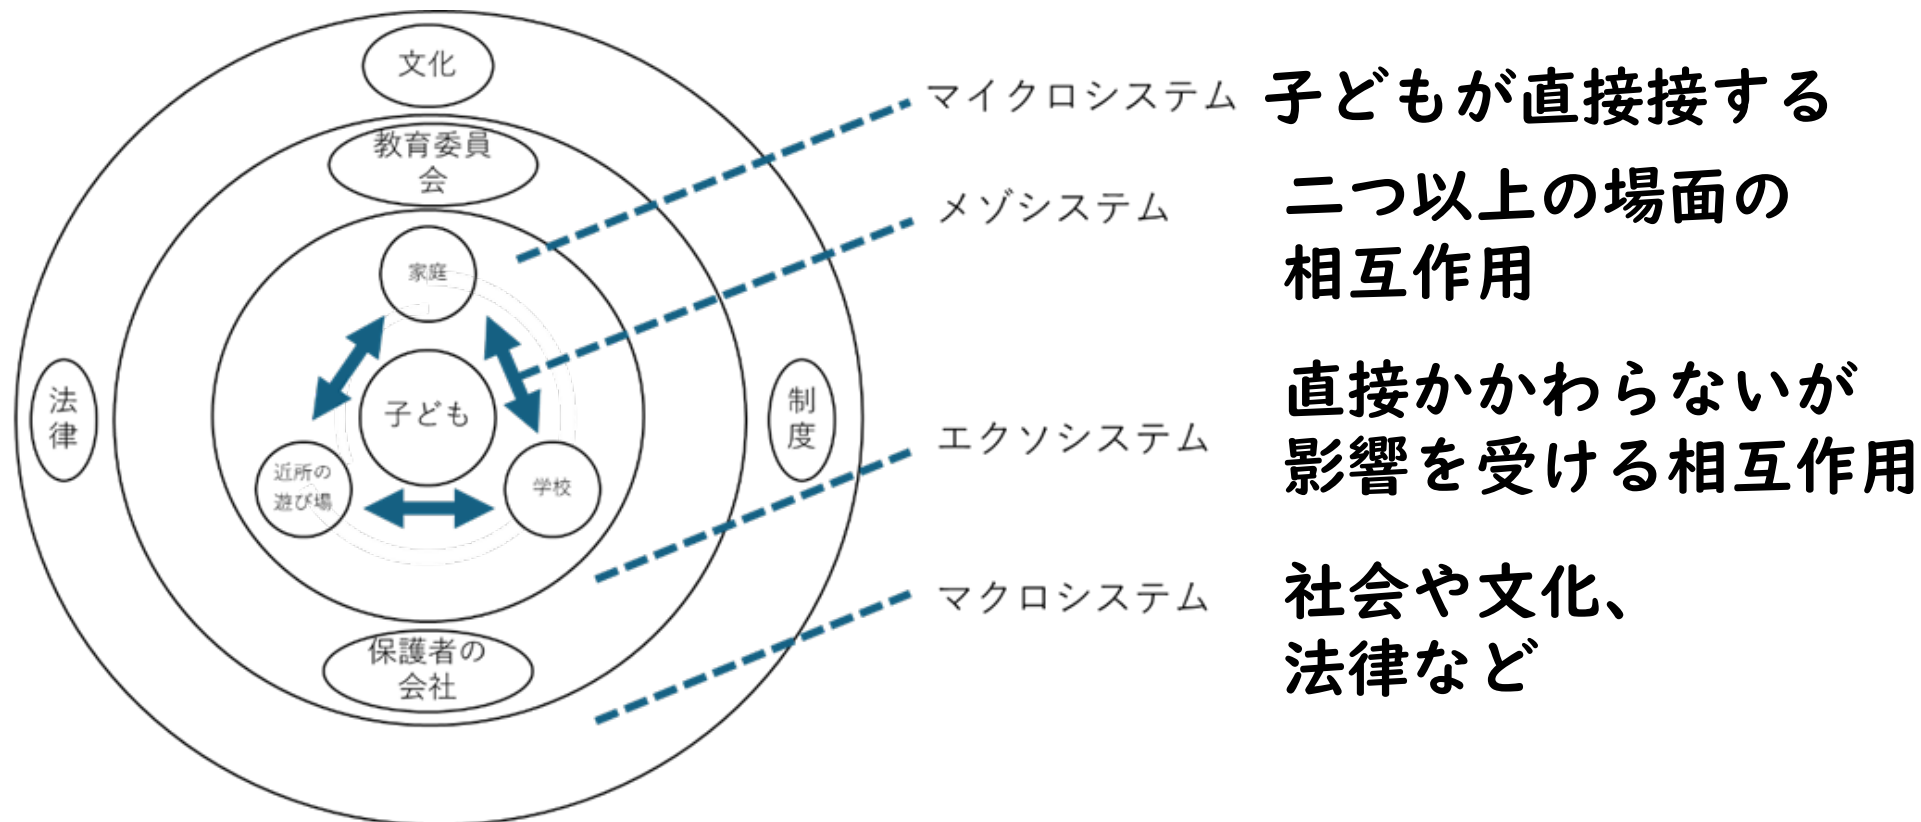 文化
教育委員
会
家庭
子ども
近所の
遊び場
学校
法
律
制
度
保護者の
会社
マイクロシステム 子どもが直接接する
メゾシステム 二つ以上の場面の
相互作用
エクソシステム 直接かかわらないが
影響を受ける相互作用
マクロシステム 社会や文化、
法律など